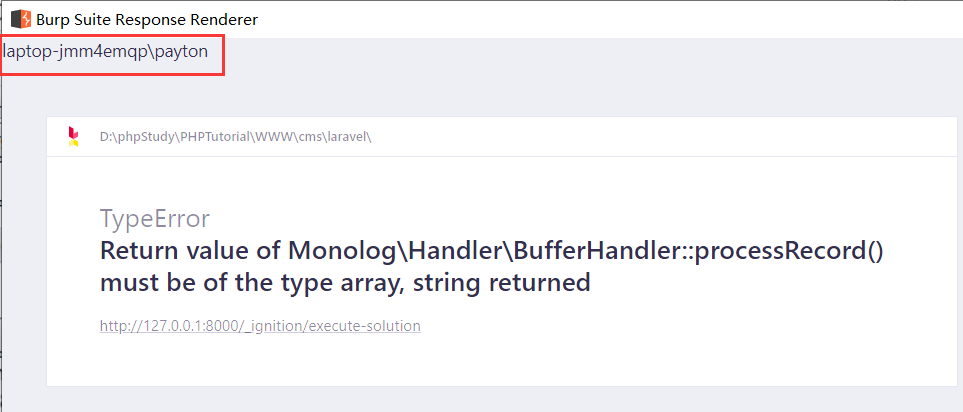 Burp Suite Response Renderer
laptop-jmm4emqp\payton
D:\phpStudy\PHPTutorial\WWW\cms\laravel\
TypeError
Return value of Monolog\Handler\BufferHandler::processRecord()
must be of the type array, string returned
http://127.0.0.1:8000/_ignition/execute-solution